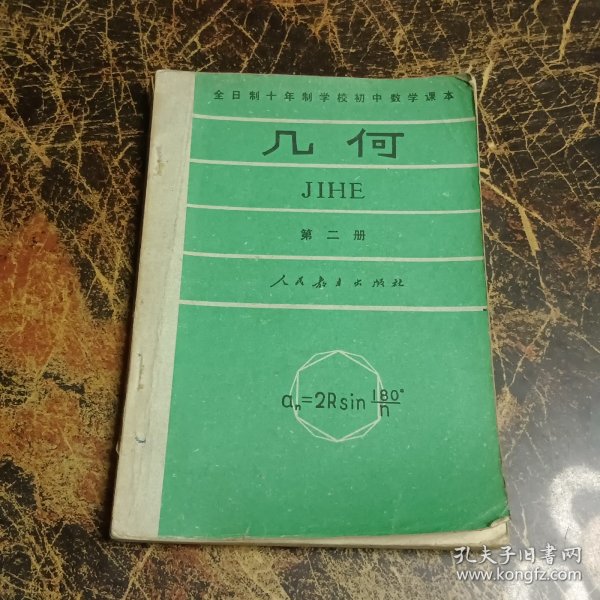 全日制十年制学校初中数学课本
几何
JIHE
第二册
人民教育出版社
aₙ=2Rsin 180°/n
孔夫子旧书网
www.kongfz.com